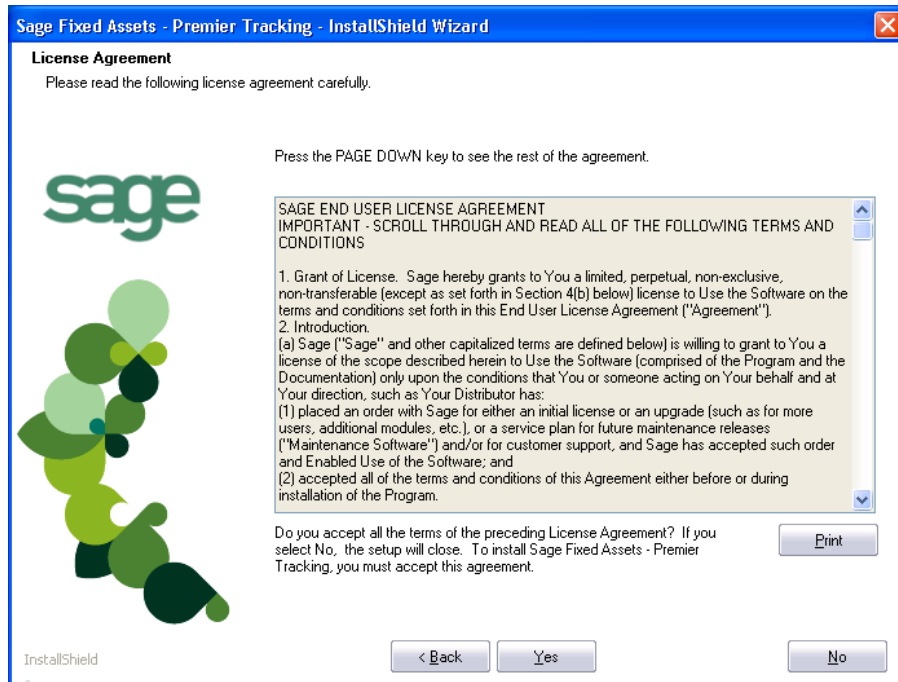 Sage Fixed Assets - Premier Tracking - InstallShield Wizard
License Agreement
Please read the following license agreement carefully.
Press the PAGE DOWN key to see the rest of the agreement.
sage
SAGE END USER LICENSE AGREEMENT
IMPORTANT - SCROLL THROUGH AND READ ALL OF THE FOLLOWING TERMS AND
CONDITIONS
1. Grant of License.  Sage hereby grants to You a limited, perpetual, non-exclusive,
non-transferable (except as set forth in Section 4(b) below) license to Use the Software on the
terms and conditions set forth in this End User License Agreement ("Agreement").
2. Introduction.
(a) Sage ("Sage" and other capitalized terms are defined below) is willing to grant to You a
license of the scope described herein to Use the Software (comprised of the Program and the
Documentation) only upon the conditions that You or someone acting on Your behalf and at
Your direction, such as Your Distributor has:
(1) placed an order with Sage for either an initial license or an upgrade (such as for more
users, additional modules, etc.), or a service plan for future maintenance releases
("Maintenance Software") and/or for customer support, and Sage has accepted such order
and Enabled Use of the Software; and
(2) accepted all of the terms and conditions of this Agreement either before or during
installation of the Program.
Do you accept all the terms of the preceding License Agreement?  If you
select No,  the setup will close.  To install Sage Fixed Assets - Premier
Tracking, you must accept this agreement.
Print
InstallShield
< Back
Yes
No